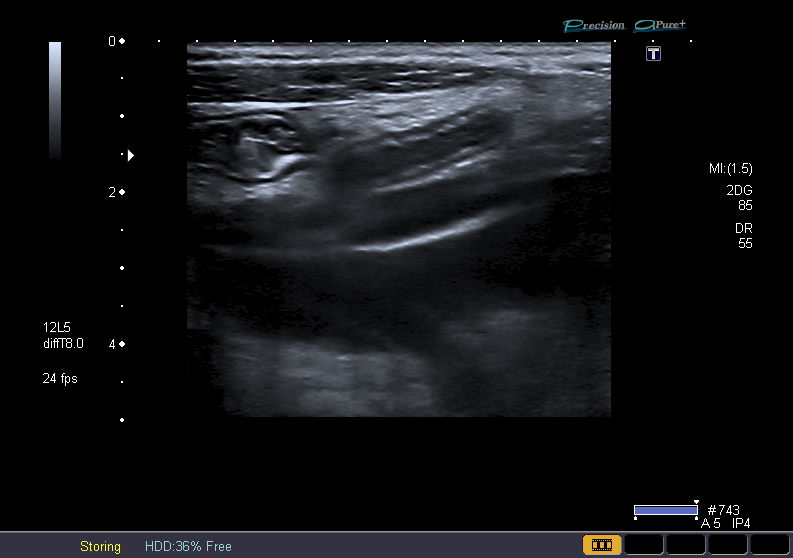 Precision APure+
0
T
MI:(1.5)
2
2DG
85
DR
55
12L5
diffT8.0
4
24 fps
#743
A 5 IP4
Storing HDD:36% Free